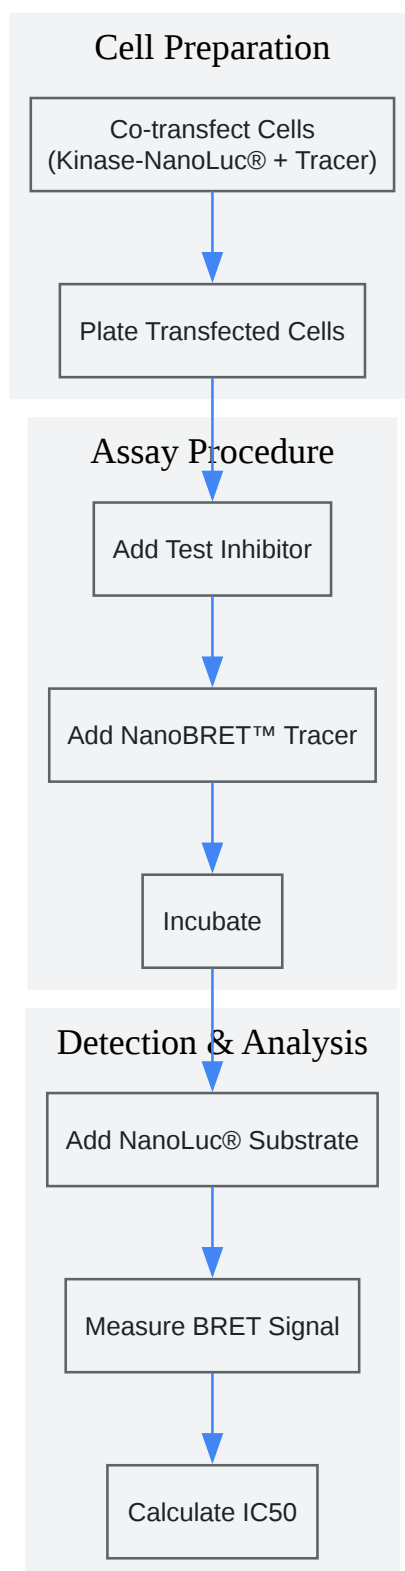 Cell Preparation
Co-transfect Cells
(Kinase-NanoLuc® + Tracer)
Plate Transfected Cells
Assay Procedure
Add Test Inhibitor
Add NanoBRET™ Tracer
Incubate
Detection & Analysis
Add NanoLuc® Substrate
Measure BRET Signal
Calculate IC50